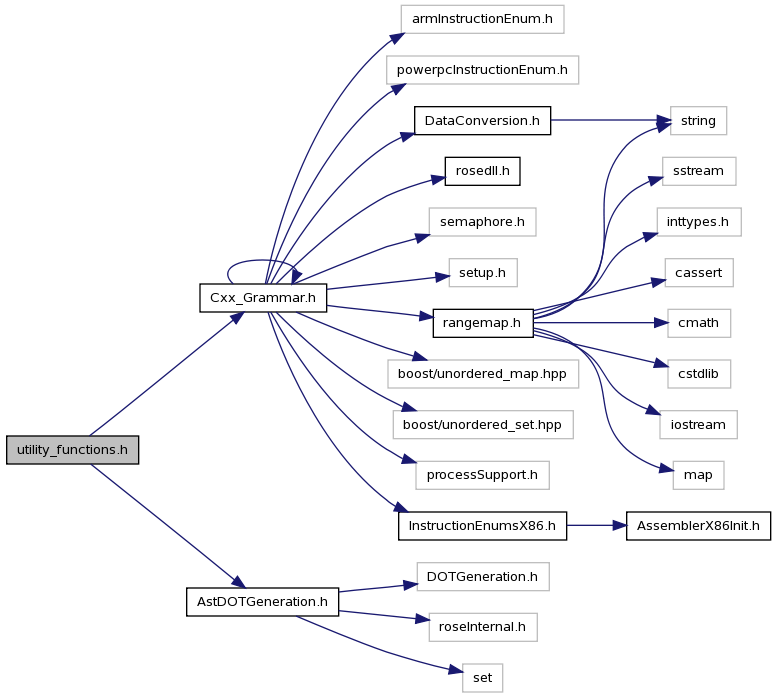 armInstructionEnum.h
powerpcInstructionEnum.h
DataConversion.h
string
rosedll.h
sstream
semaphore.h
inttypes.h
setup.h
cassert
Cxx_Grammar.h
rangemap.h
cmath
boost/unordered_map.hpp
cstdlib
boost/unordered_set.hpp
iostream
utility_functions.h
processSupport.h
map
InstructionEnumsX86.h
AssemblerX86Init.h
DOTGeneration.h
AstDOTGeneration.h
roseInternal.h
set